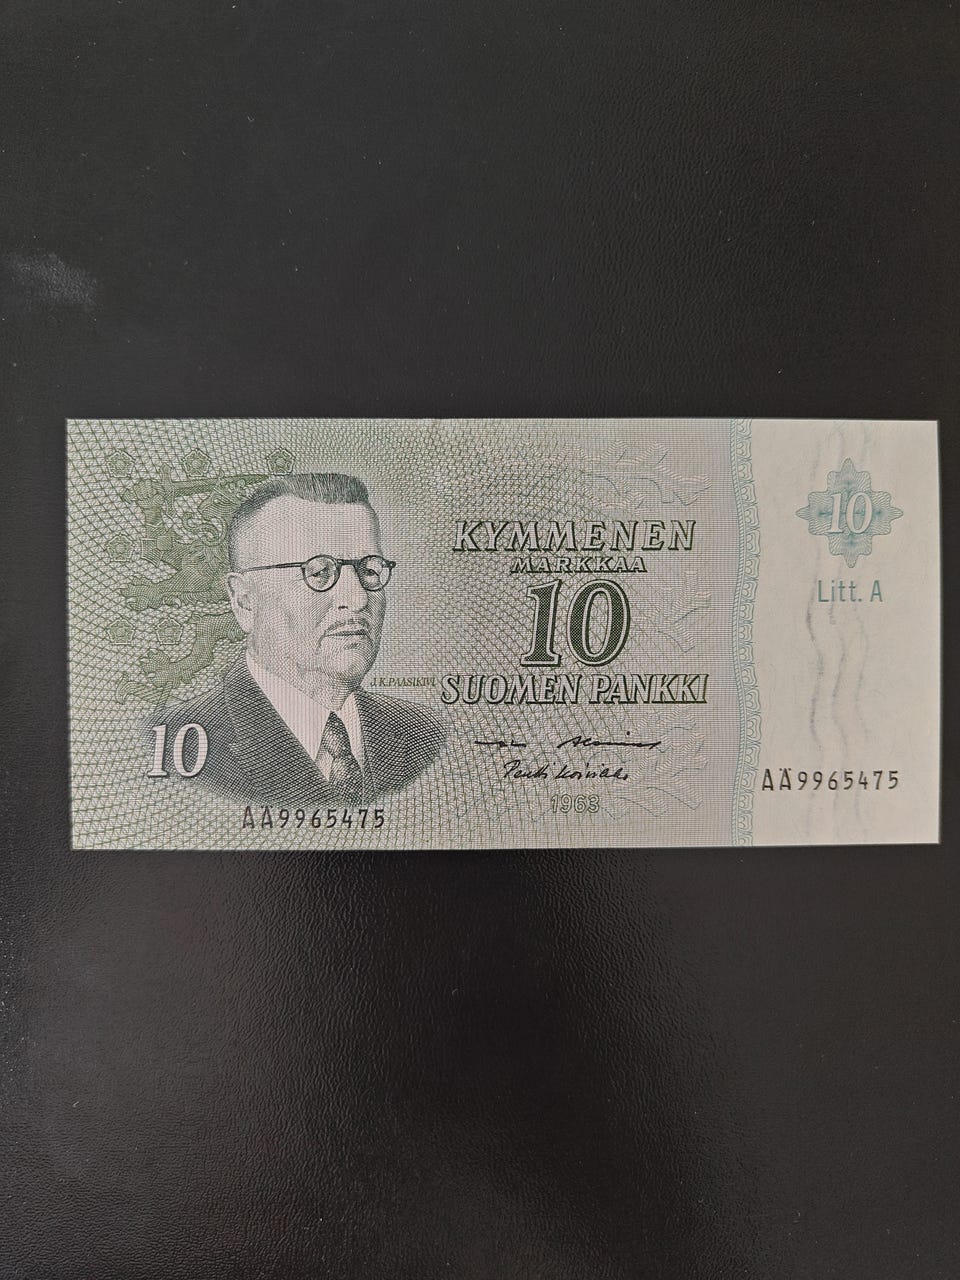 KYMMENEN
MARKKAA
10
SUOMEN PANKKI
J.K.PAASIKIVI
1963
10
AÄ9965475
10
Litt. A
AÄ9965475